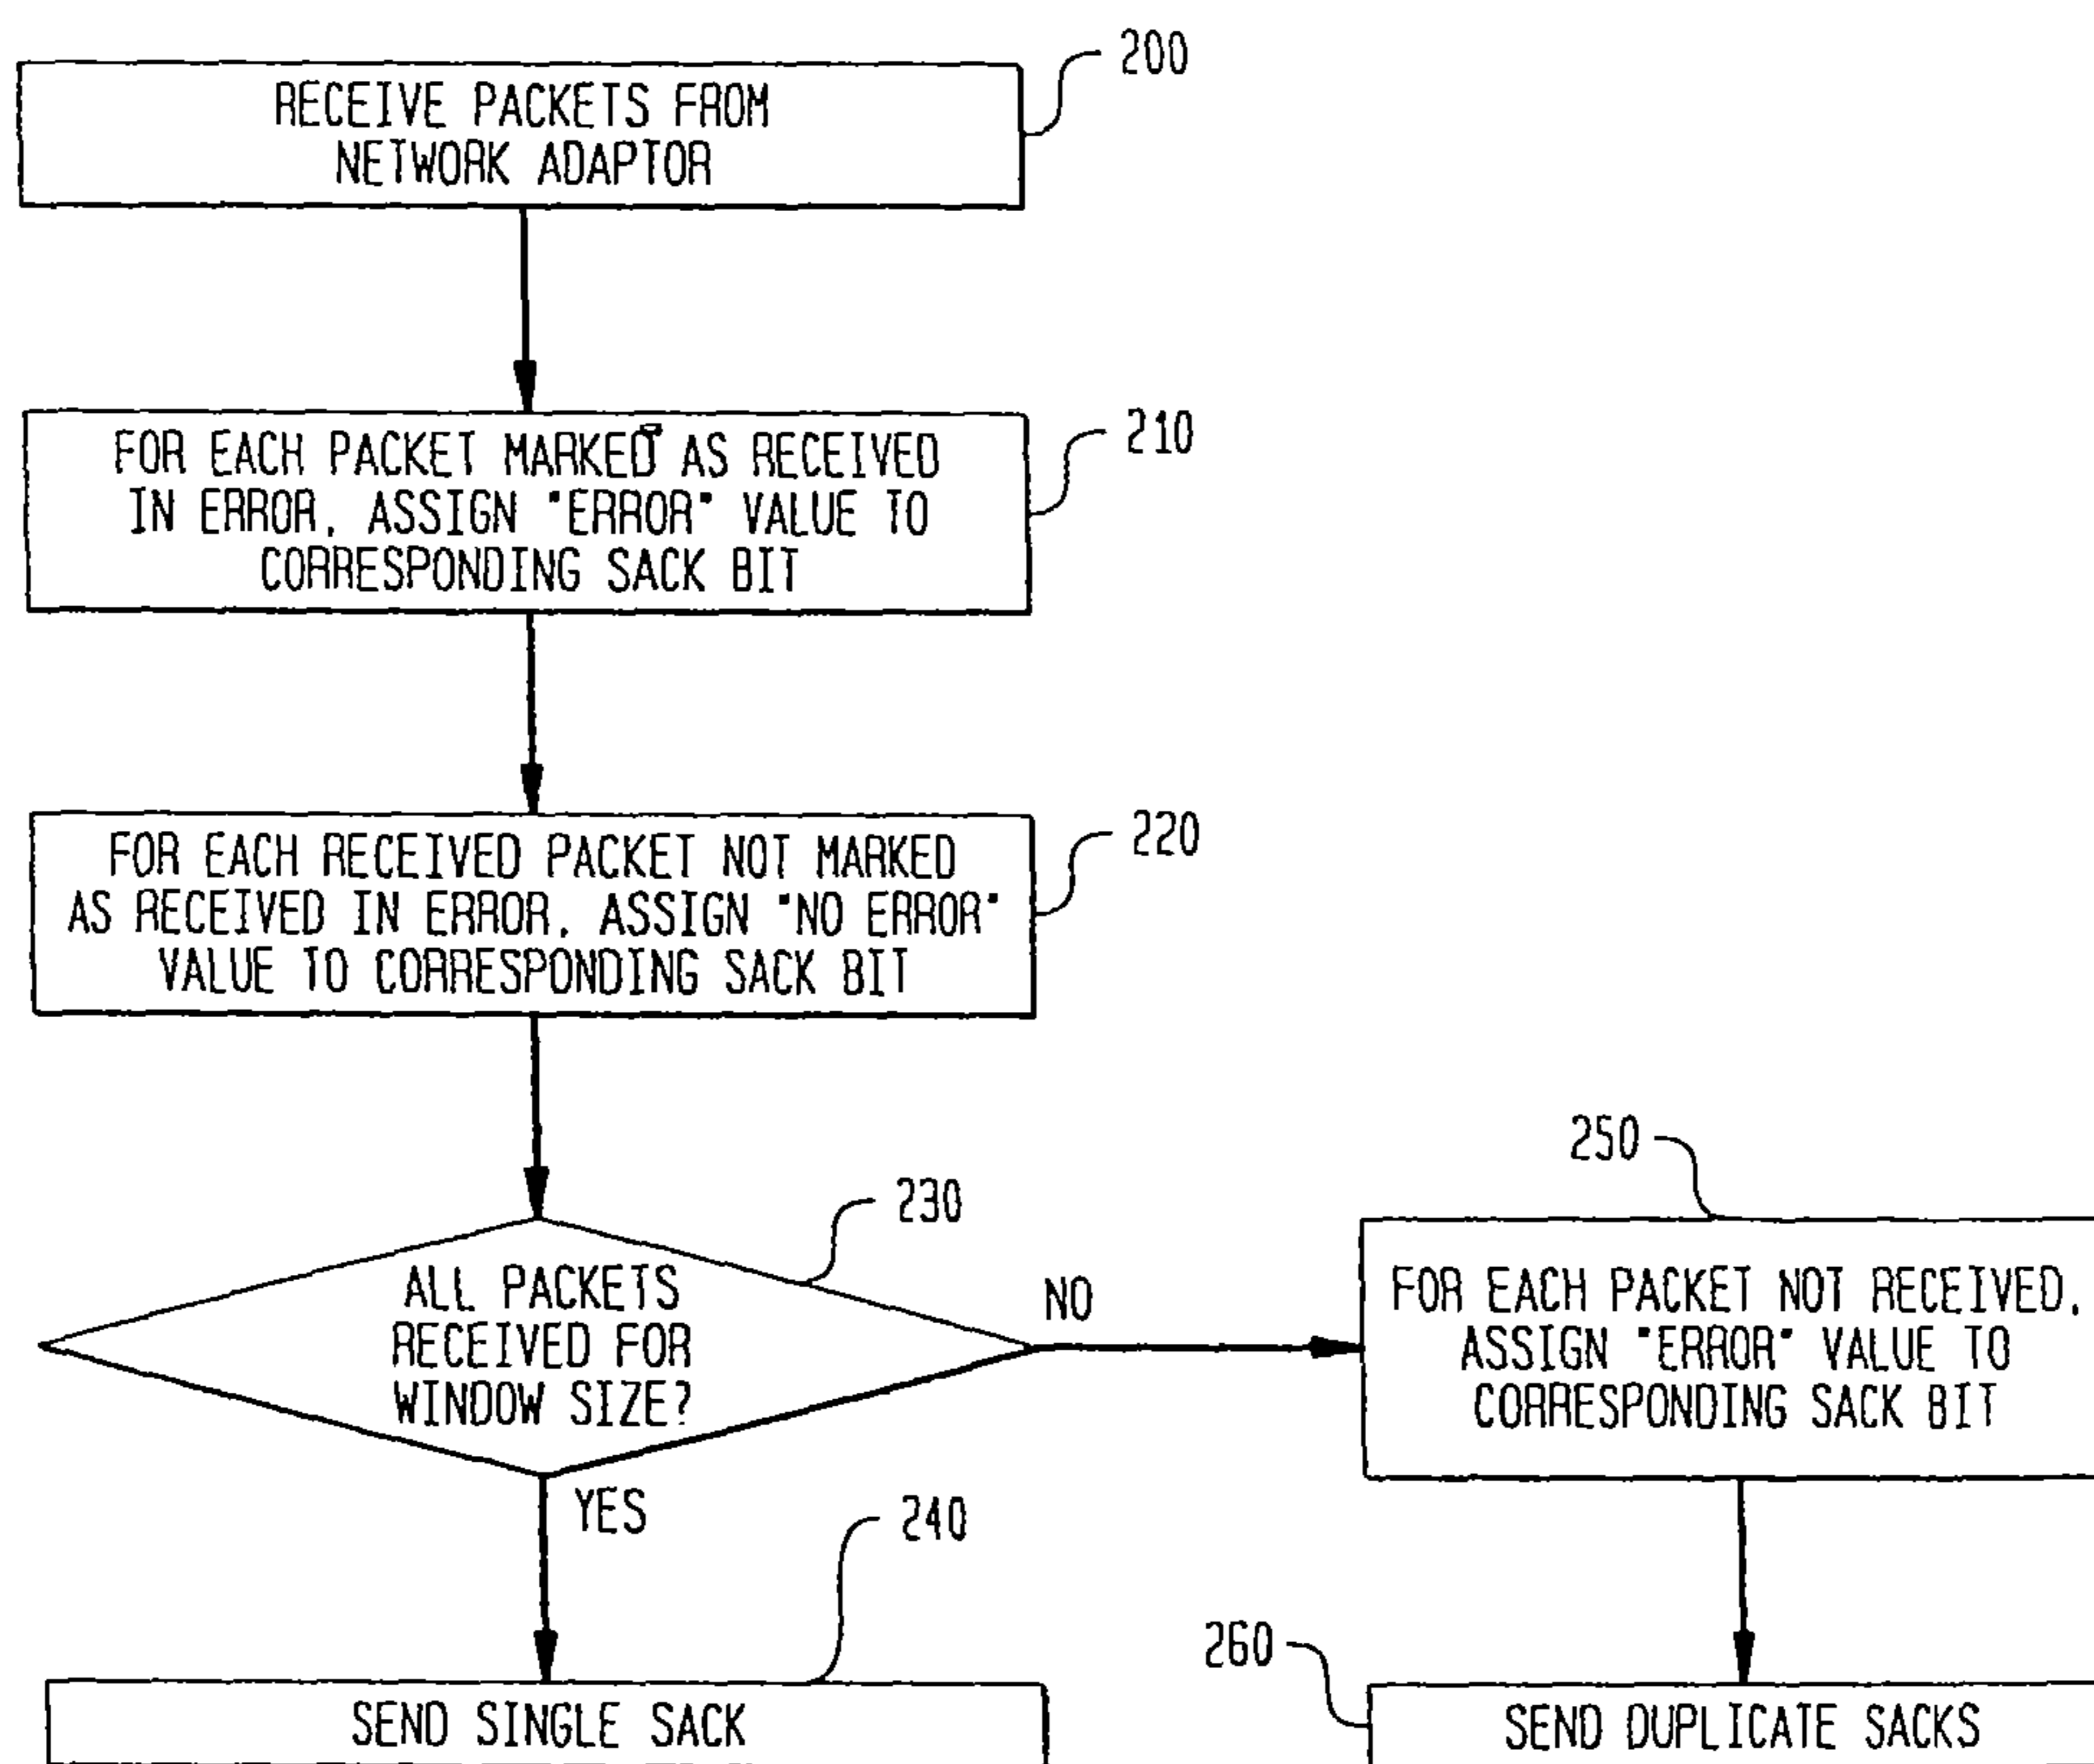 200
RECEIVE PACKETS FROM
NETWORK ADAPTOR
210
FOR EACH PACKET MARKED AS RECEIVED
IN ERROR, ASSIGN "ERROR" VALUE TO
CORRESPONDING SACK BIT
220
FOR EACH RECEIVED PACKET NOT MARKED
AS RECEIVED IN ERROR, ASSIGN "NO ERROR"
VALUE TO CORRESPONDING SACK BIT
230
ALL PACKETS
RECEIVED FOR
WINDOW SIZE?
NO
YES
250
FOR EACH PACKET NOT RECEIVED,
ASSIGN "ERROR" VALUE TO
CORRESPONDING SACK BIT
240
SEND SINGLE SACK
260
SEND DUPLICATE SACKS